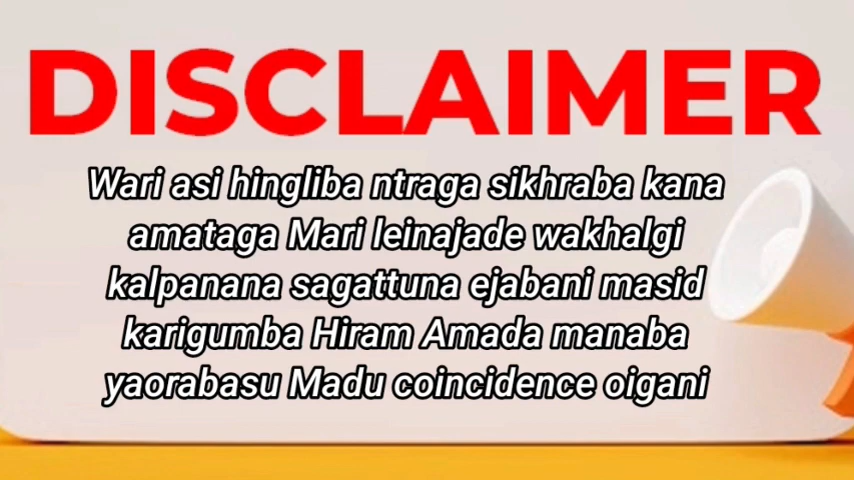 DISCLAIMER
Wari asi hingliba ntraga sikhraba kana
amataga Mari leinajade wakhalgi
kalpanana sagattuna ejabani masid
karigumba Hiram Amada manaba
yaorabasu Madu coincidence oigani